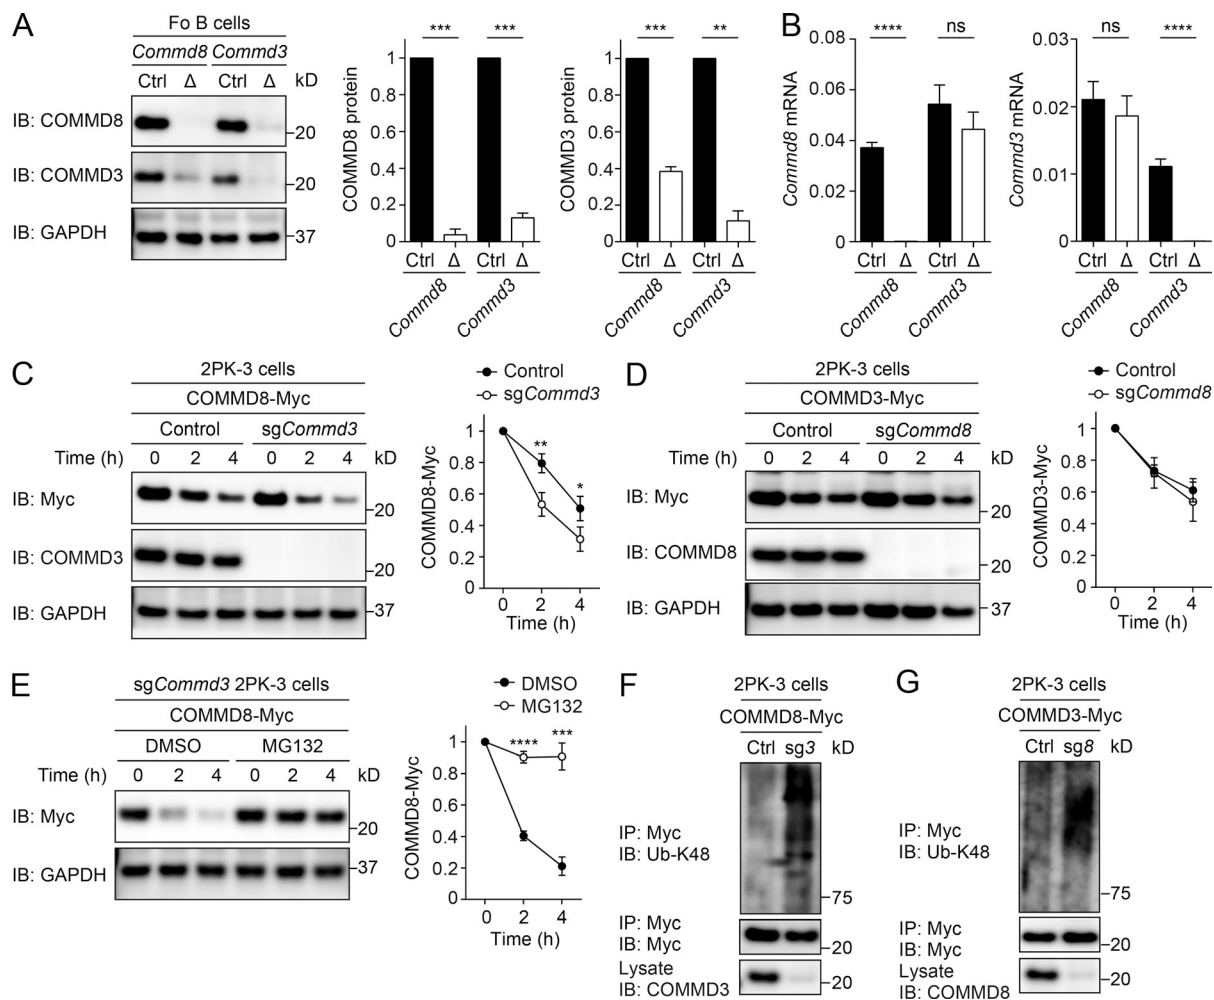 A
Fo B cells
Commd8 Commd3
Ctrl Δ Ctrl Δ kD
IB: COMMD8
20
IB: COMMD3
20
IB: GAPDH
37
*** ***
COMMD8 protein
1
0.8
0.6
0.4
0.2
0
Ctrl Δ Ctrl Δ
Commd8 Commd3
*** **
COMMD3 protein
1
0.8
0.6
0.4
0.2
0
Ctrl Δ Ctrl Δ
Commd8 Commd3
B
**** ns
Commd8 mRNA
0.08
0.06
0.04
0.02
0
Ctrl Δ Ctrl Δ
Commd8 Commd3
ns ****
Commd3 mRNA
0.03
0.02
0.01
0
Ctrl Δ Ctrl Δ
Commd8 Commd3
C
2PK-3 cells
COMMD8-Myc
Control sgCommd3
Time (h) 0 2 4 0 2 4 kD
IB: Myc
20
IB: COMMD3
20
IB: GAPDH
37
Control
sgCommd3
COMMD8-Myc
1
0.8
0.6
0.4
0.2
0
**
*
0 2 4
Time (h)
D
2PK-3 cells
COMMD3-Myc
Control sgCommd8
Time (h) 0 2 4 0 2 4 kD
IB: Myc
20
IB: COMMD8
20
IB: GAPDH
37
Control
sgCommd8
COMMD3-Myc
1
0.8
0.6
0.4
0.2
0
0 2 4
Time (h)
E
sgCommd3 2PK-3 cells
COMMD8-Myc
DMSO MG132
Time (h) 0 2 4 0 2 4 kD
IB: Myc
20
IB: GAPDH
37
DMSO
MG132
COMMD8-Myc
1
0.8
0.6
0.4
0.2
0
**** ***
0 2 4
Time (h)
F
2PK-3 cells
COMMD8-Myc
Ctrl sg3 kD
IP: Myc
IB: Ub-K48
75
IP: Myc
IB: Myc
20
Lysate
IB: COMMD3
20
G
2PK-3 cells
COMMD3-Myc
Ctrl sg8 kD
IP: Myc
IB: Ub-K48
75
IP: Myc
IB: Myc
20
Lysate
IB: COMMD8
20